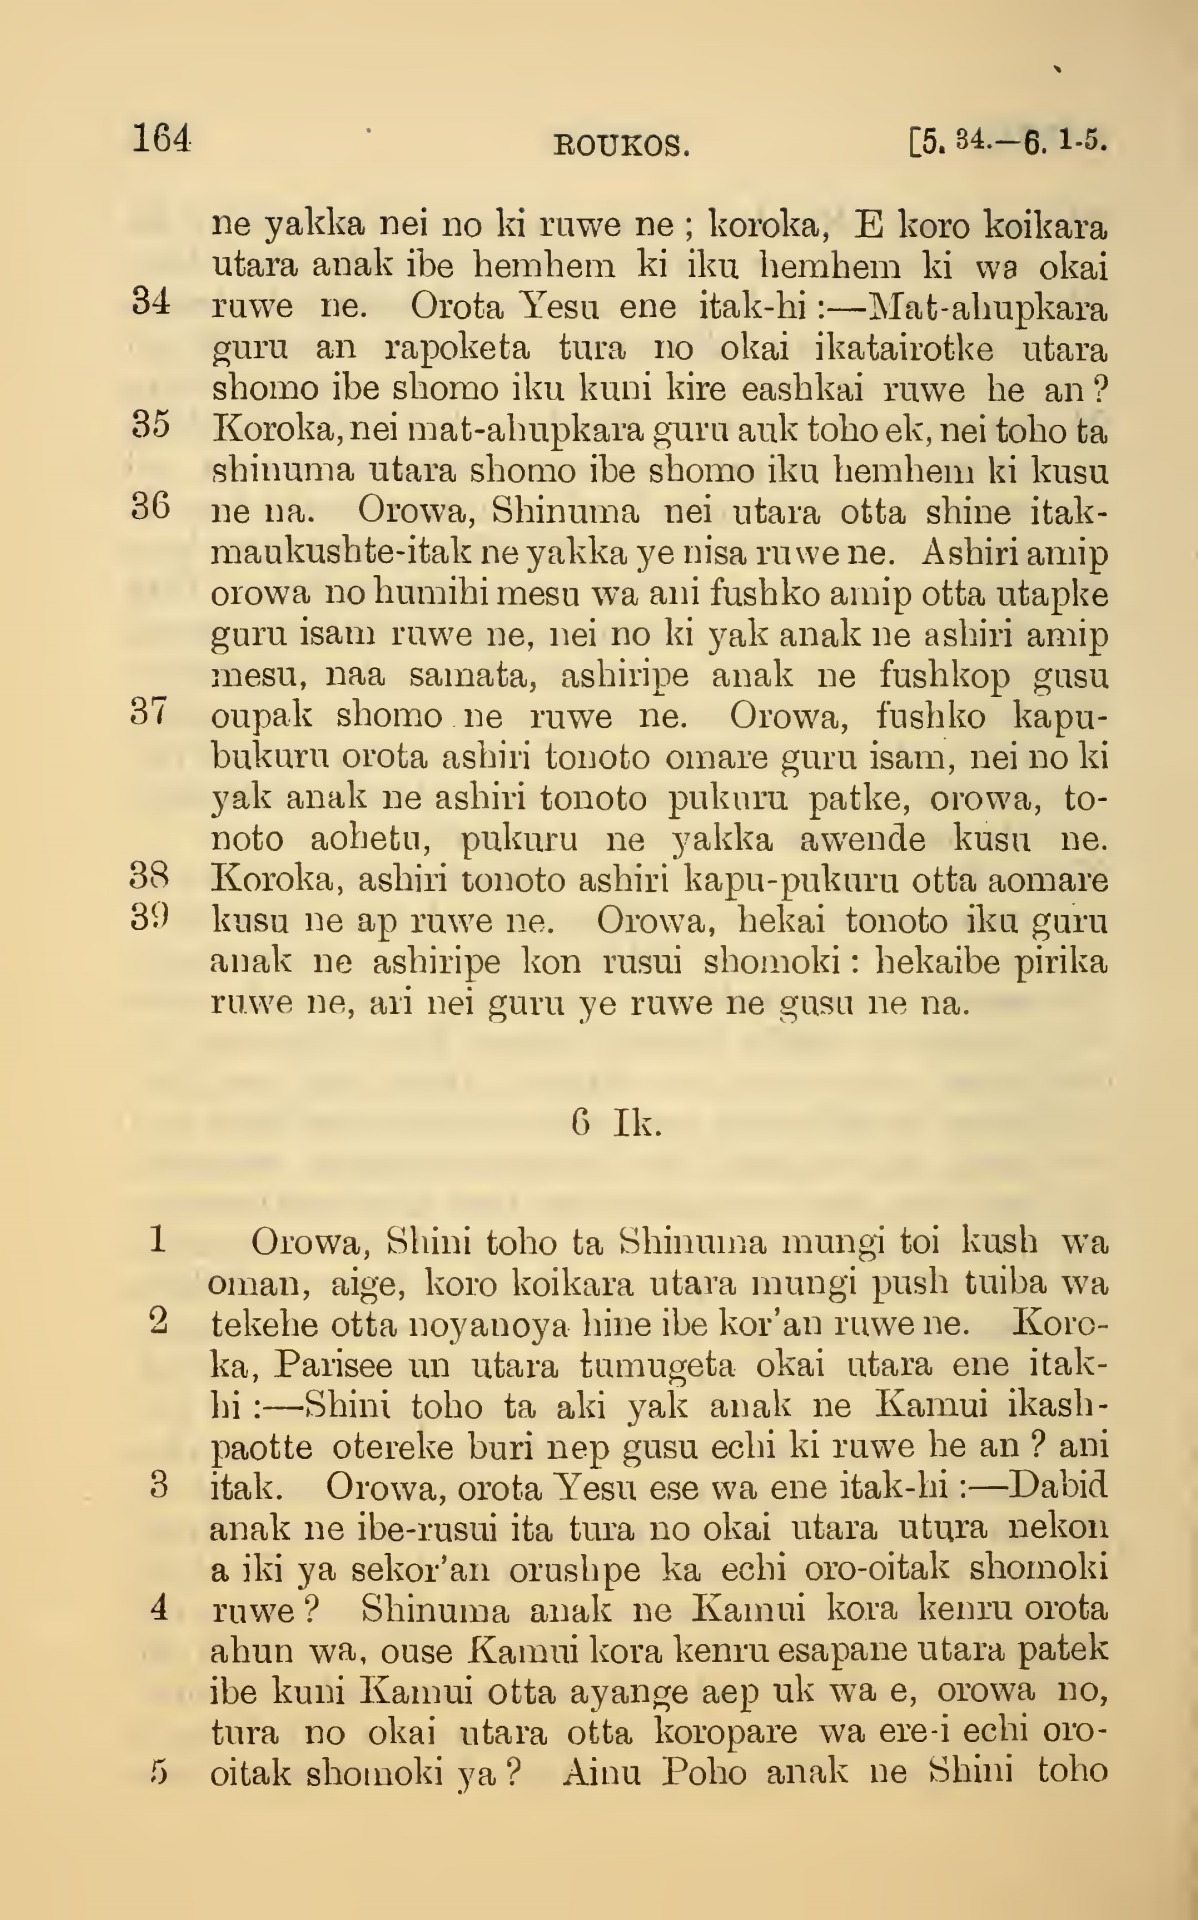 164 ROUKOS. [5. 34.—6. 1-5.
ne yakka nei no ki ruwe ne ; koroka, E koro koikara
utara anak ibe hemhem ki iku hemhem ki wa okai
34 ruwe ne. Orota Yesu ene itak-hi :—Mat-ahupkara
guru an rapoketa tura no okai ikatairotke utara
shomo ibe shomo iku kuni kire eashkai ruwe he an ?
35 Koroka, nei mat-ahupkara guru auk toho ek, nei toho ta
shinuma utara shomo ibe shomo iku hemhem ki kusu
36 ne na. Orowa, Shinuma nei utara otta shine itak-
maukushte-itak ne yakka ye nisa ruwe ne. Ashiri amip
orowa no humihi mesu wa ani fushko amip otta utapke
guru isam ruwe ne, nei no ki yak anak ne ashiri amip
mesu, naa samata, ashiripe anak ne fushkop gusu
37 oupak shomo ne ruwe ne. Orowa, fushko kapu-
bukuru orota ashiri tonoto omare guru isam, nei no ki
yak anak ne ashiri tonoto pukuru patke, orowa, to-
noto aohetu, pukuru ne yakka awende kusu ne.
38 Koroka, ashiri tonoto ashiri kapu-pukuru otta aomare
39 kusu ne ap ruwe ne. Orowa, hekai tonoto iku guru
anak ne ashiripe kon rusui shomoki : hekaibe pirika
ruwe ne, ari nei guru ye ruwe ne gusu ne na.
6 Ik.
1 Orowa, Shini toho ta Shinuma mungi toi kush wa
oman, aige, koro koikara utara mungi push tuiba wa
2 tekehe otta noyanoya hine ibe kor'an ruwe ne. Koro-
ka, Parisee un utara tumugeta okai utara ene itak-
hi :—Shini toho ta aki yak anak ne Kamui ikash-
paotte otereke buri nep gusu echi ki ruwe he an ? ani
3 itak. Orowa, orota Yesu ese wa ene itak-hi :—Dabid
anak ne ibe-rusui ita tura no okai utara utura nekon
a iki ya sekor'an orushpe ka echi oro-oitak shomoki
4 ruwe ? Shinuma anak ne Kamui kora kenru orota
ahun wa, ouse Kamui kora kenru esapane utara patek
ibe kuni Kamui otta ayange aep uk wa e, orowa no,
tura no okai utara otta koropare wa ere-i echi oro-
5 oitak shomoki ya ? Ainu Poho anak ne Shini toho